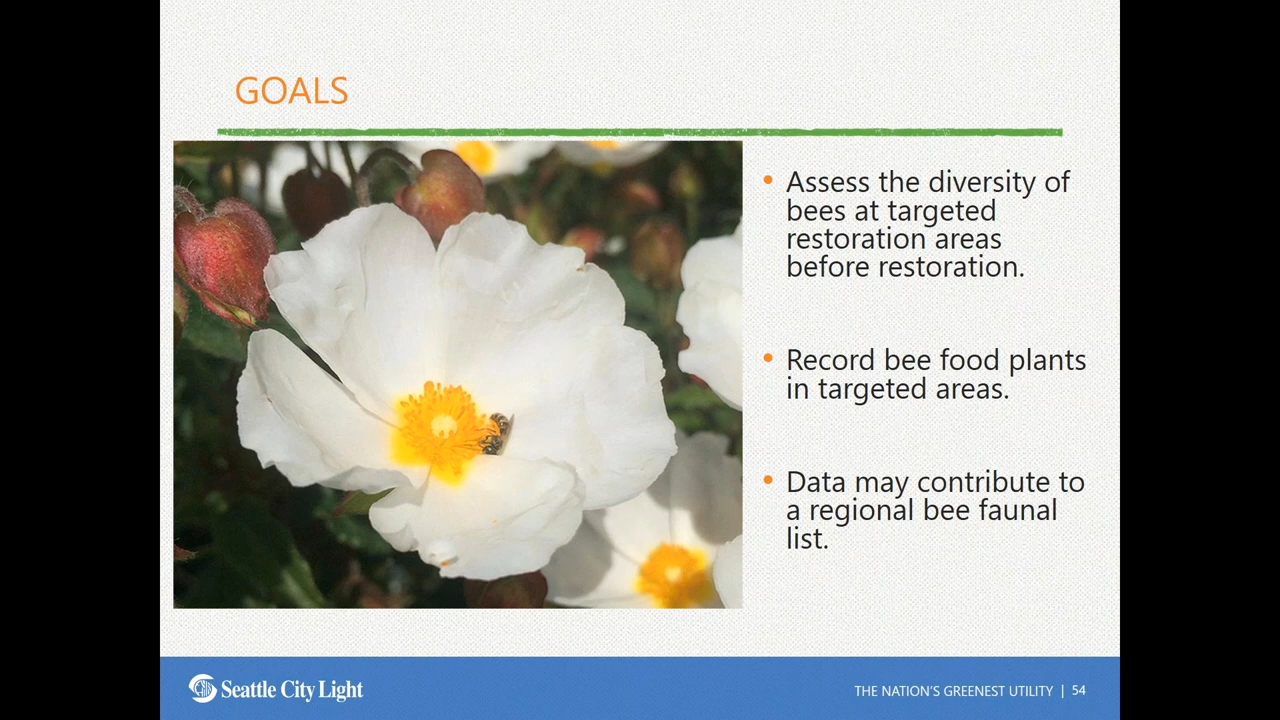 GOALS
Assess the diversity of
bees at targeted
restoration areas
before restoration.
Record bee food plants
in targeted areas.
Data may contribute to
a regional bee faunal
list.
Seattle City Light
THE NATION'S GREENEST UTILITY | 54